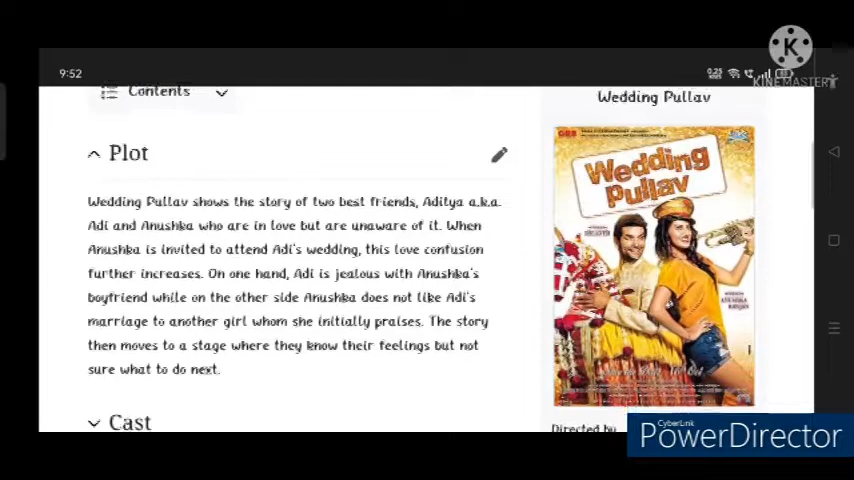 9:52
KINEMASTER
Contents
Wedding Pullav
Plot
Wedding Pullav
Wedding Pullav shows the story of two best friends, Aditya a.k.a.
Adi and Anushka who are in love but are unaware of it. When
Anushka is invited to attend Adi's wedding, this love confusion
further increases. On one hand, Adi is jealous with Anushka's
boyfriend while on the other side Anushka does not like Adi's
marriage to another girl whom she initially praises. The story
then moves to a stage where they know their feelings but not
sure what to do next.
Cast
Directed by
CyberLink
PowerDirector